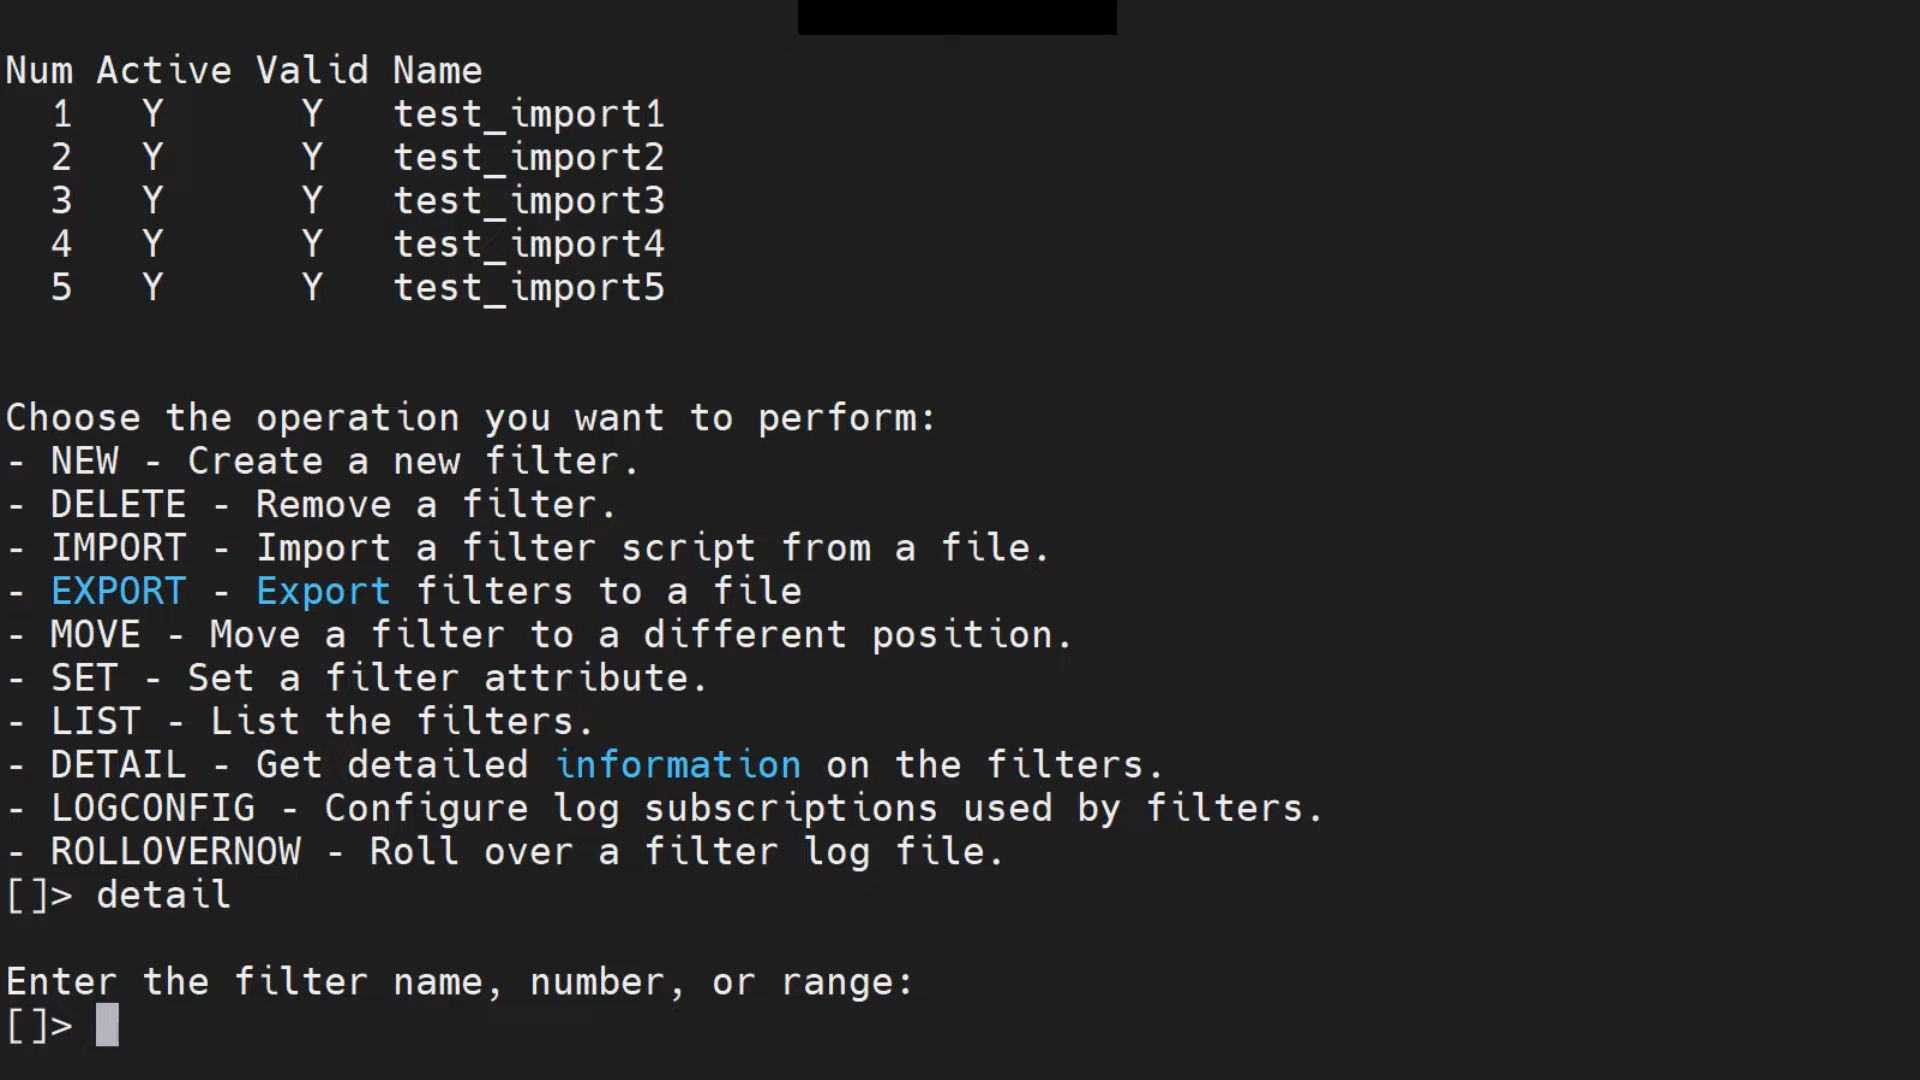 Num Active Valid Name
1 Y Y test_import1
2 Y Y test_import2
3 Y Y test_import3
4 Y Y test_import4
5 Y Y test_import5
Choose the operation you want to perform:
- NEW - Create a new filter.
- DELETE - Remove a filter.
- IMPORT - Import a filter script from a file.
- EXPORT - Export filters to a file
- MOVE - Move a filter to a different position.
- SET - Set a filter attribute.
- LIST - List the filters.
- DETAIL - Get detailed information on the filters.
- LOGCONFIG - Configure log subscriptions used by filters.
- ROLLOVERNOW - Roll over a filter log file.
[]> detail
Enter the filter name, number, or range:
[]>